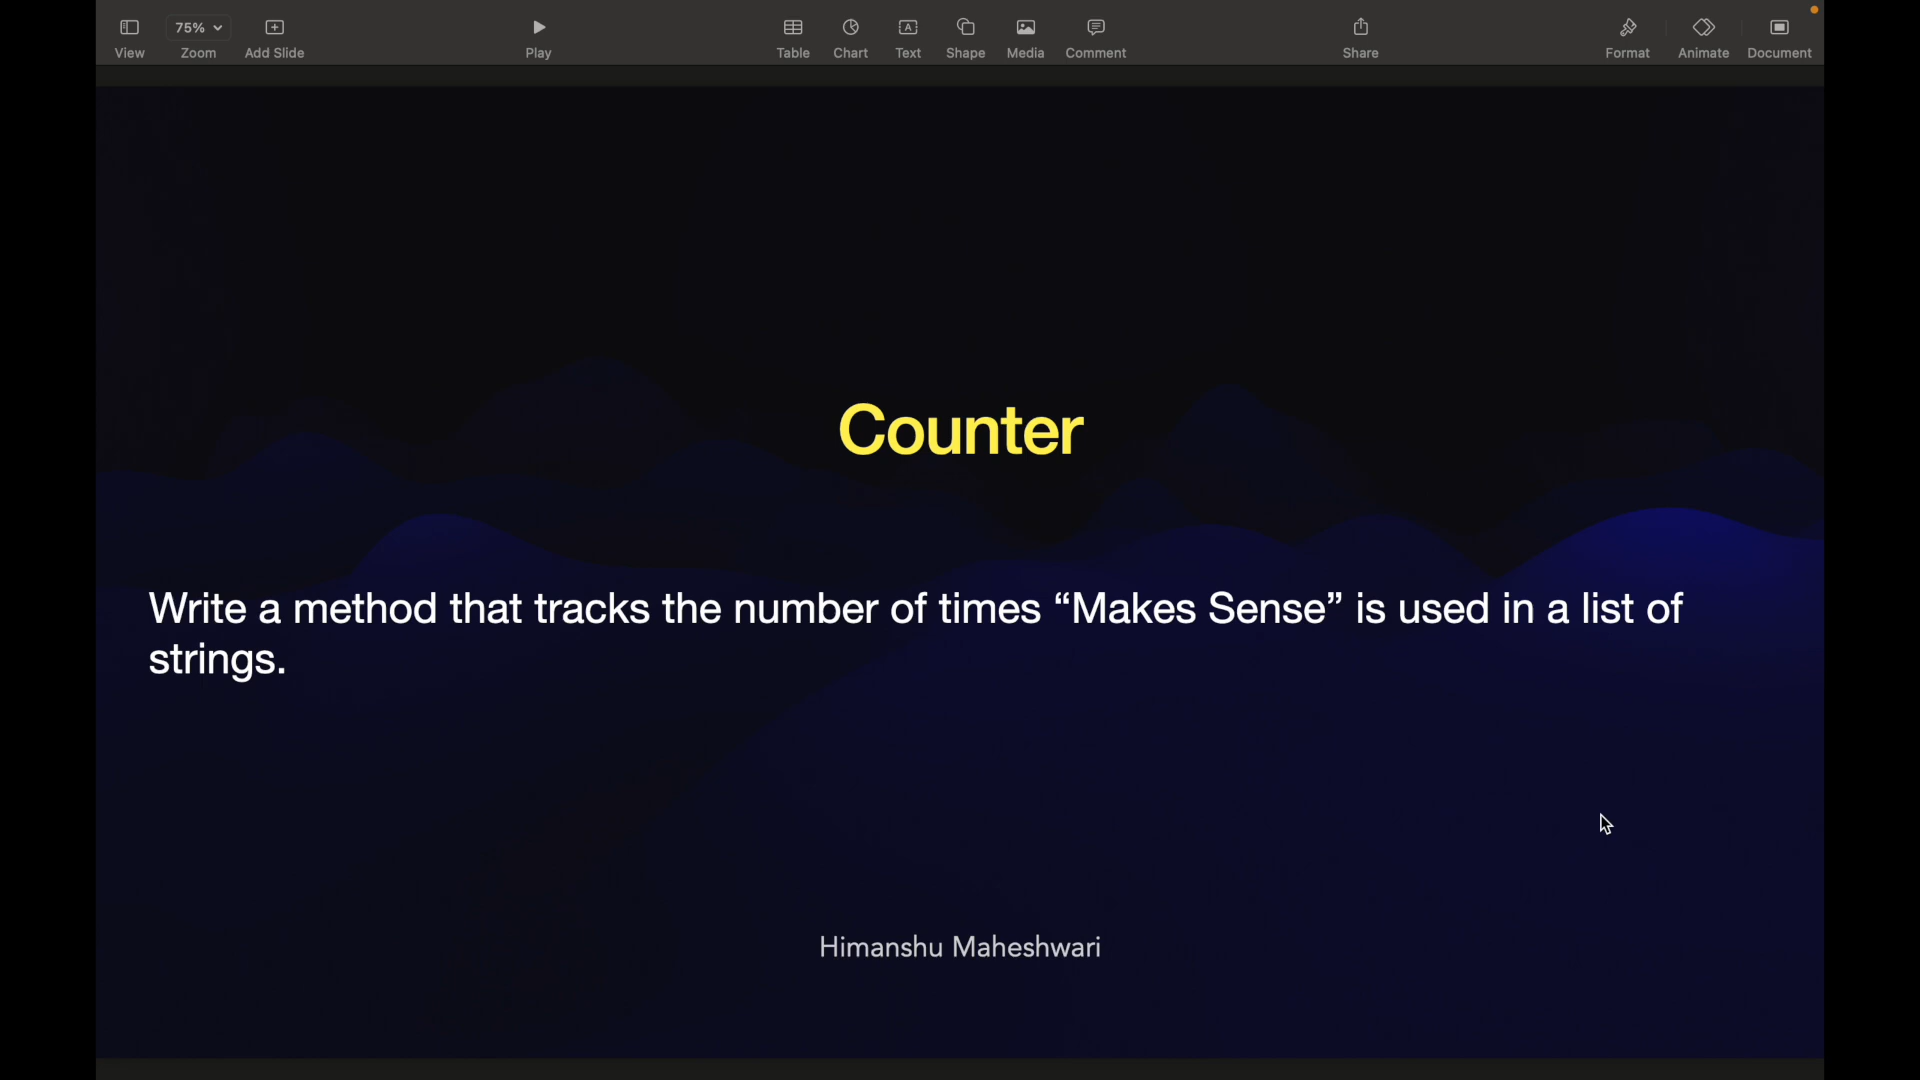 75%
View
Zoom
Add Slide
Play
Table
Chart
Text
Shape
Media
Comment
Share
Format
Animate
Document
Counter
Write a method that tracks the number of times “Makes Sense” is used in a list of
strings.
Himanshu Maheshwari